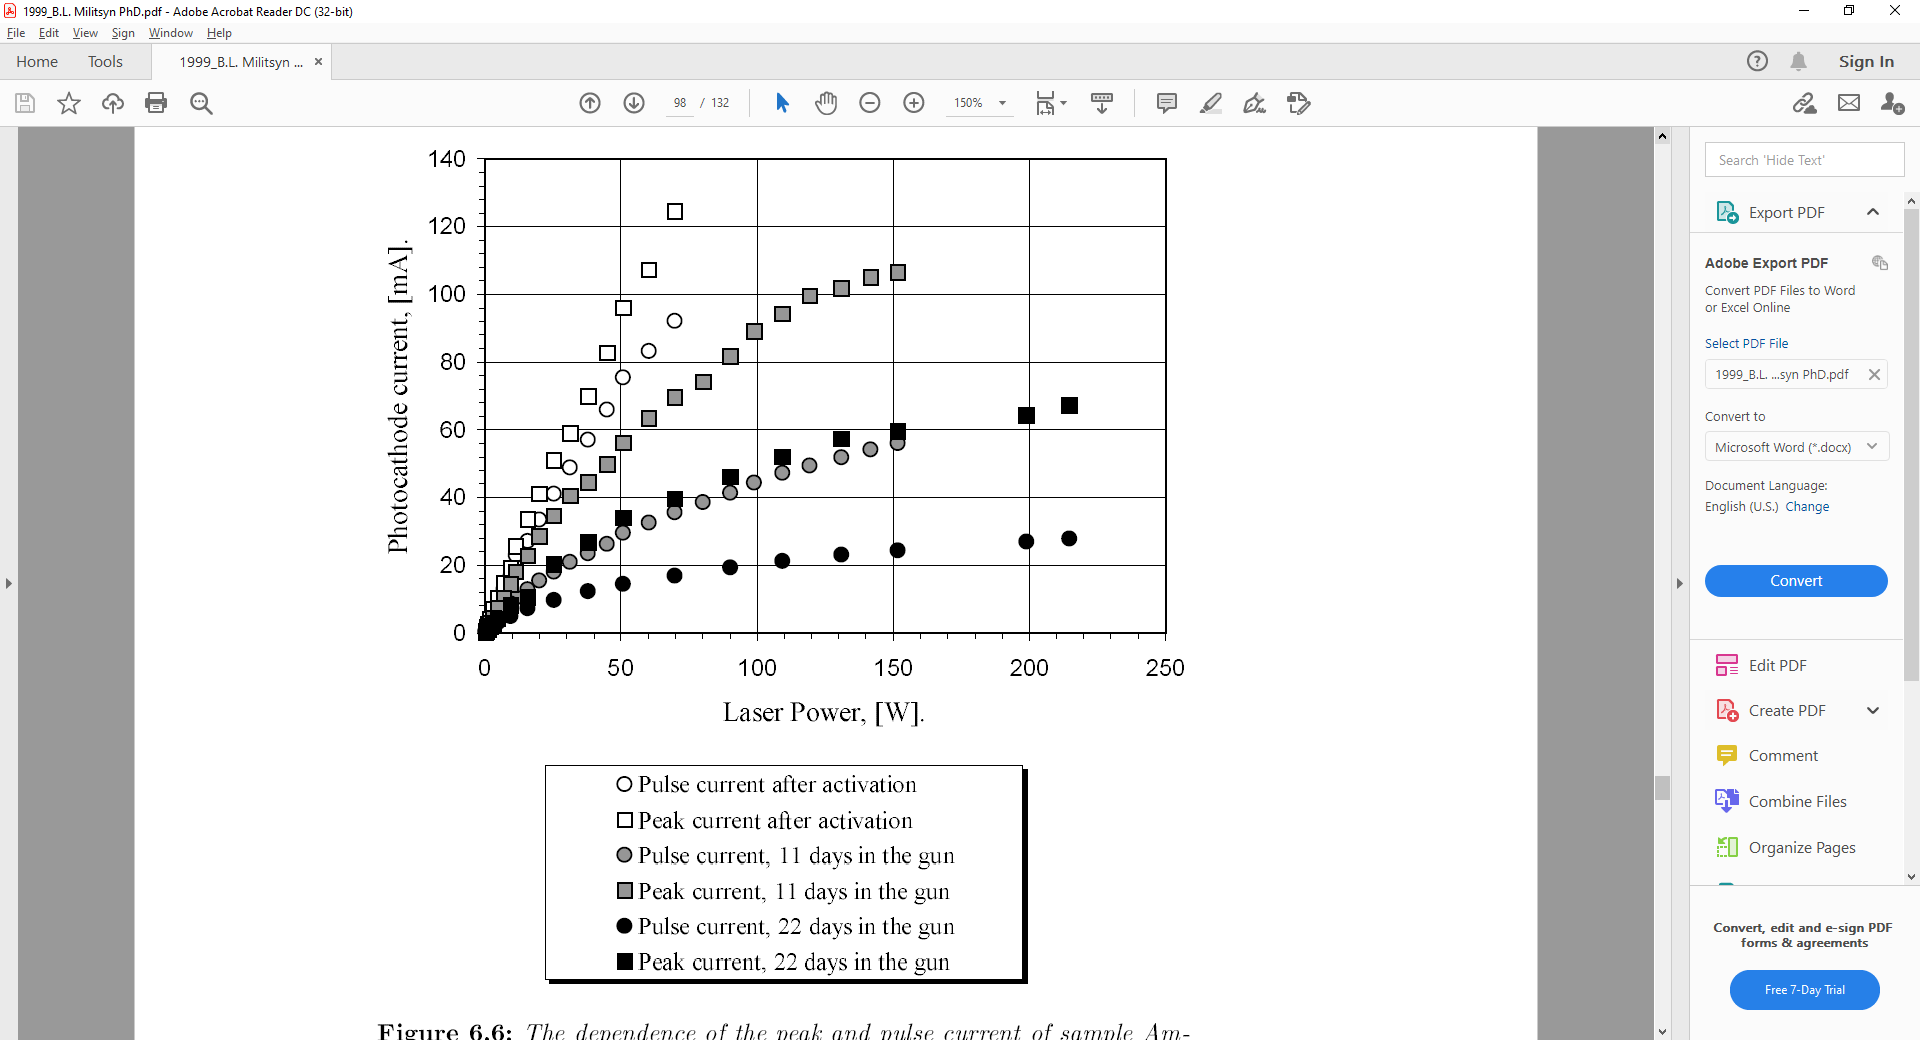 1999_B.L. Militsyn PhD.pdf - Adobe Acrobat Reader DC (32-bit)
File Edit View Sign Window Help
Home Tools 1999_B.L. Militsyn ... × Sign In
98 / 132 150%
140
120
100
80
60
40
20
0
Photocathode current, [mA].
0 50 100 150 200 250
Laser Power, [W].
Pulse current after activation
Peak current after activation
Pulse current, 11 days in the gun
Peak current, 11 days in the gun
Pulse current, 22 days in the gun
Peak current, 22 days in the gun
Figure 6.6: The dependence of the peak and pulse current of sample Am-
Search 'Hide Text'
Export PDF
Adobe Export PDF
Convert PDF Files to Word
or Excel Online
Select PDF File
1999_B.L. ...syn PhD.pdf
Convert to
Microsoft Word (*.docx)
Document Language:
English (U.S.) Change
Convert
Edit PDF
Create PDF
Comment
Combine Files
Organize Pages
Convert, edit and e-sign PDF
forms & agreements
Free 7-Day Trial